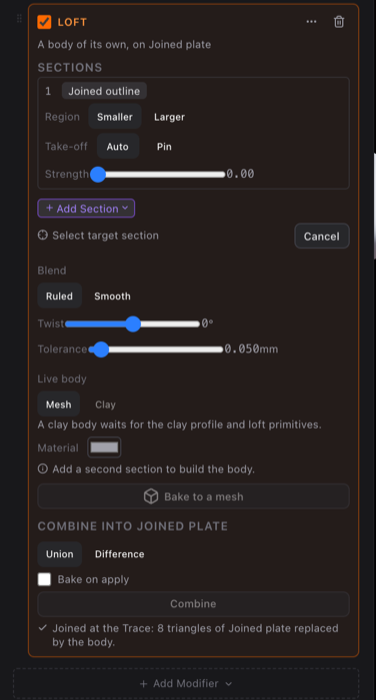 LOFT
A body of its own, on Joined plate
SECTIONS
1 Joined outline
Region Smaller Larger
Take-off Auto Pin
Strength 0.00
+ Add Section
Select target section Cancel
Blend
Ruled Smooth
Twist 0°
Tolerance 0.050mm
Live body
Mesh Clay
A clay body waits for the clay profile and loft primitives.
Material
Add a second section to build the body.
Bake to a mesh
COMBINE INTO JOINED PLATE
Union Difference
Bake on apply
Combine
Joined at the Trace: 8 triangles of Joined plate replaced
by the body.
+ Add Modifier